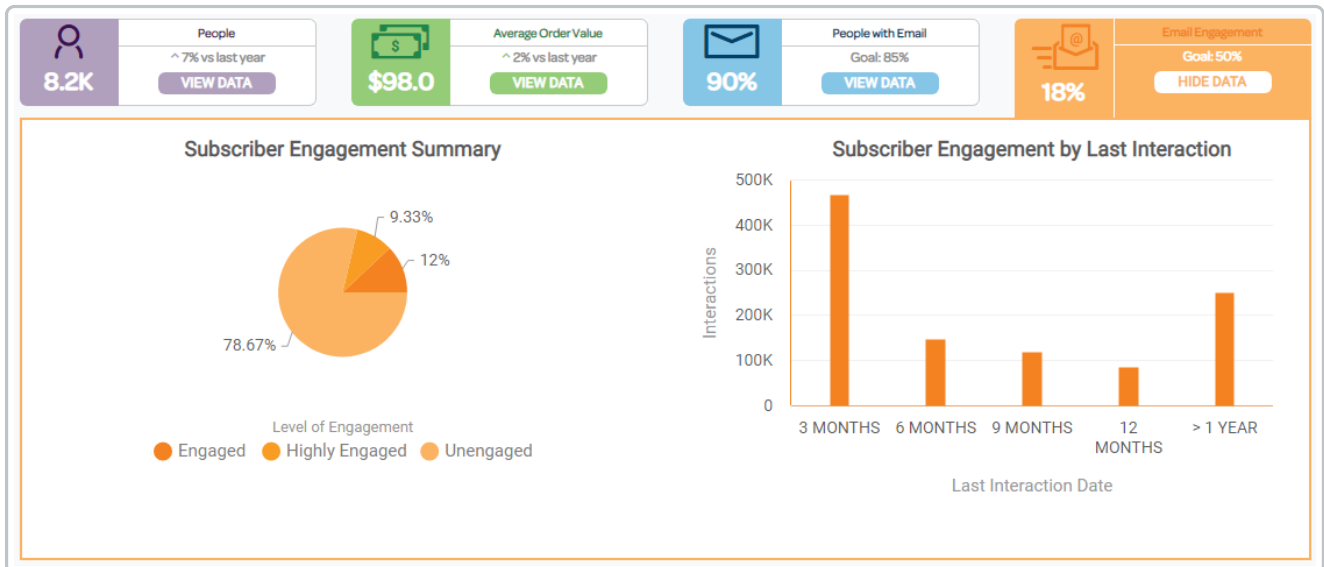 People
^ 7% vs last year
8.2K
VIEW DATA
$
Average Order Value
^ 2% vs last year
$98.0
VIEW DATA
People with Email
Goal: 85%
90%
VIEW DATA
@
Email Engagement
Goal: 50%
18%
HIDE DATA
Subscriber Engagement Summary
9.33%
12%
78.67%
Level of Engagement
Engaged Highly Engaged Unengaged
Subscriber Engagement by Last Interaction
Interactions
500K
400K
300K
200K
100K
0
3 MONTHS 6 MONTHS 9 MONTHS 12 MONTHS > 1 YEAR
Last Interaction Date